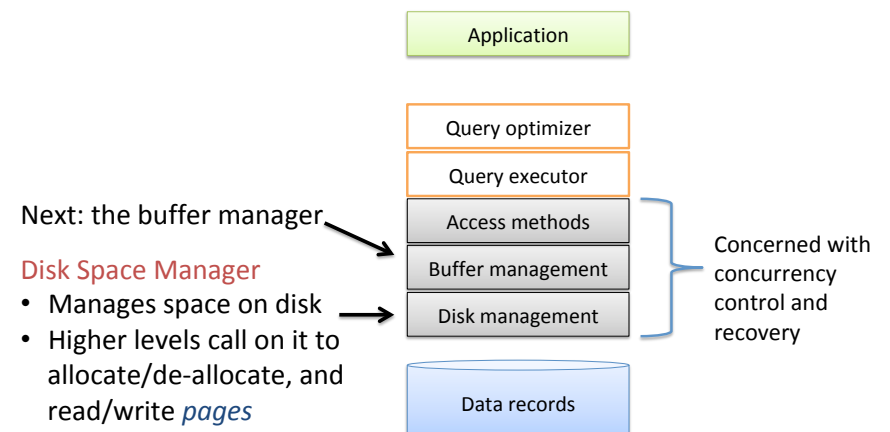 Application
Query optimizer
Query executor
Access methods
Buffer management
Disk management
Data records
Next: the buffer manager
Disk Space Manager
• Manages space on disk
• Higher levels call on it to
allocate/de-allocate, and
read/write pages
Concerned with
concurrency
control and
recovery